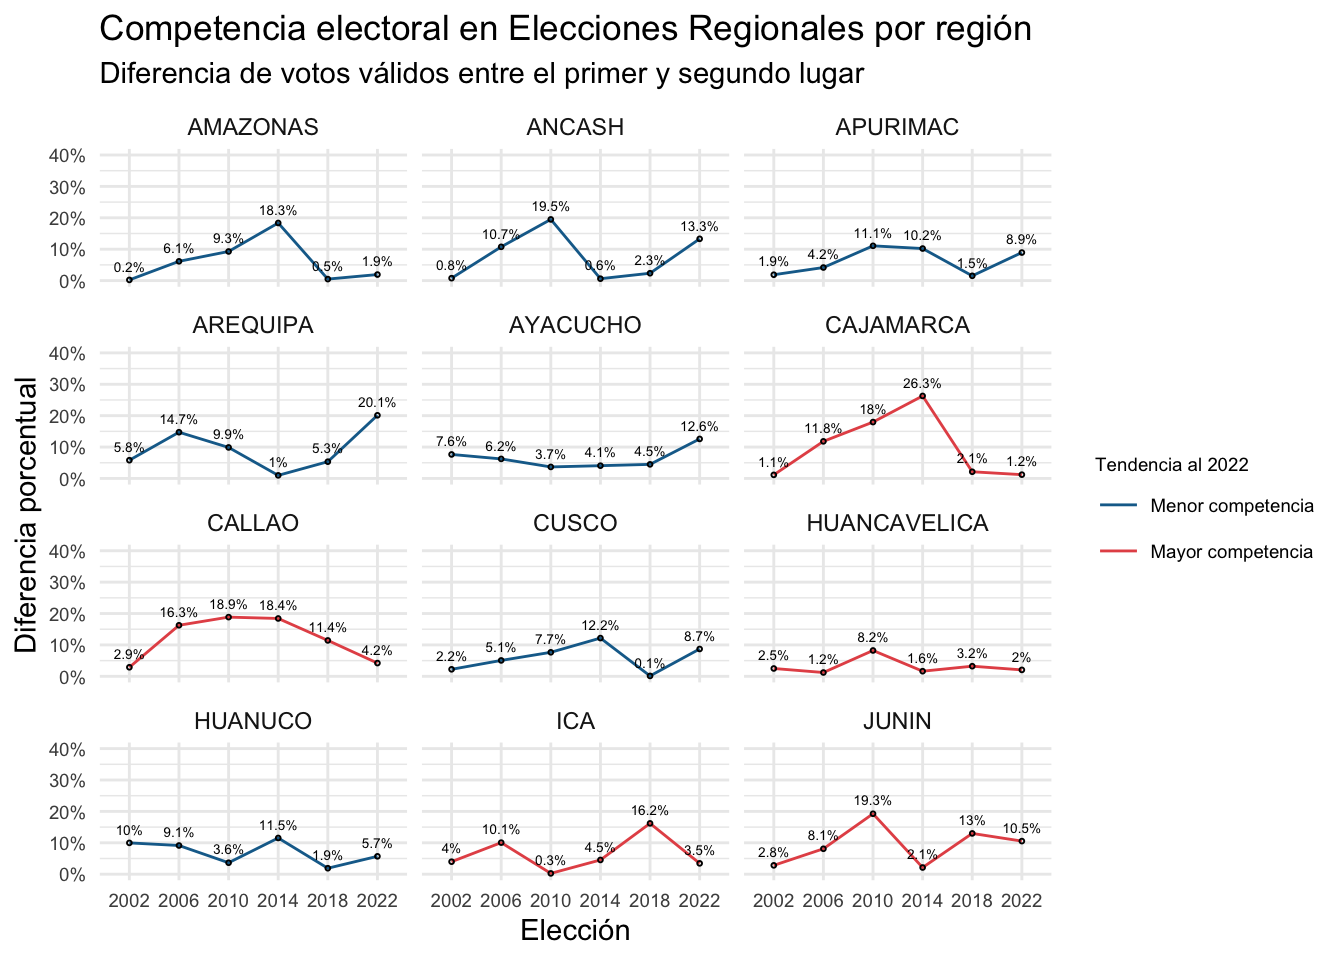 Competencia electoral en Elecciones Regionales por región
Diferencia de votos válidos entre el primer y segundo lugar
AMAZONAS ANCASH APURIMAC
40%
30%
20%
10%
0%
0.2% 6.1% 9.3% 18.3% 0.5% 1.9%
0.8% 10.7% 19.5% 0.6% 2.3% 13.3%
1.9% 4.2% 11.1% 10.2% 1.5% 8.9%
AREQUIPA AYACUCHO CAJAMARCA
40%
30%
20%
10%
0%
5.8% 14.7% 9.9% 1% 5.3% 20.1%
7.6% 6.2% 3.7% 4.1% 4.5% 12.6%
1.1% 11.8% 18% 26.3% 2.1% 1.2%
CALLAO CUSCO HUANCAVELICA
40%
30%
20%
10%
0%
2.9% 16.3% 18.9% 18.4% 11.4% 4.2%
2.2% 5.1% 7.7% 12.2% 0.1% 8.7%
2.5% 1.2% 8.2% 1.6% 3.2% 2%
HUANUCO ICA JUNIN
40%
30%
20%
10%
0%
10% 9.1% 3.6% 11.5% 1.9% 5.7%
4% 10.1% 0.3% 4.5% 16.2% 3.5%
2.8% 8.1% 19.3% 2.1% 13% 10.5%
2002 2006 2010 2014 2018 2022 2002 2006 2010 2014 2018 2022 2002 2006 2010 2014 2018 2022
Elección
Diferencia porcentual
Tendencia al 2022
Menor competencia
Mayor competencia